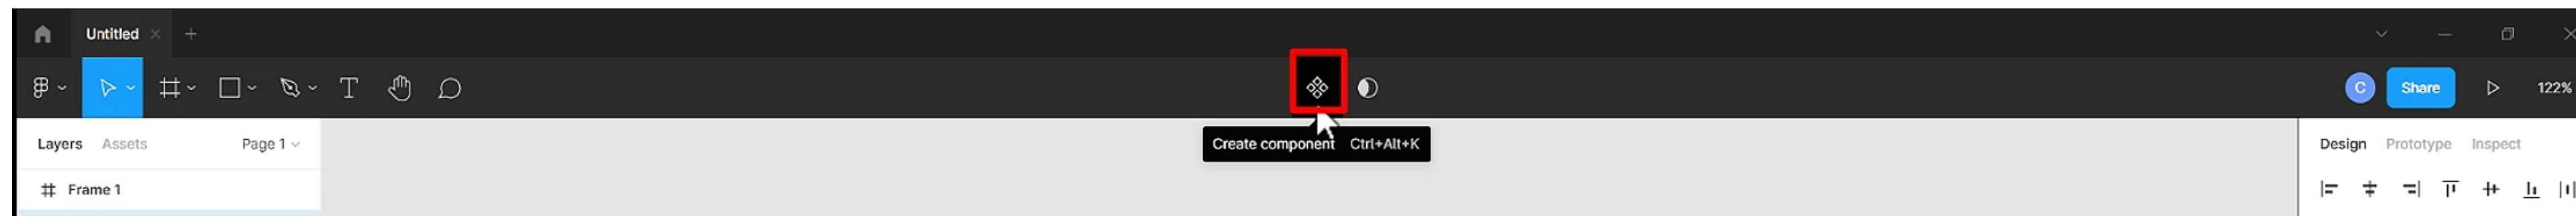 Untitled
C Share 122%
Layers Assets Page 1
Create component Ctrl+Alt+K
Design Prototype Inspect
Frame 1